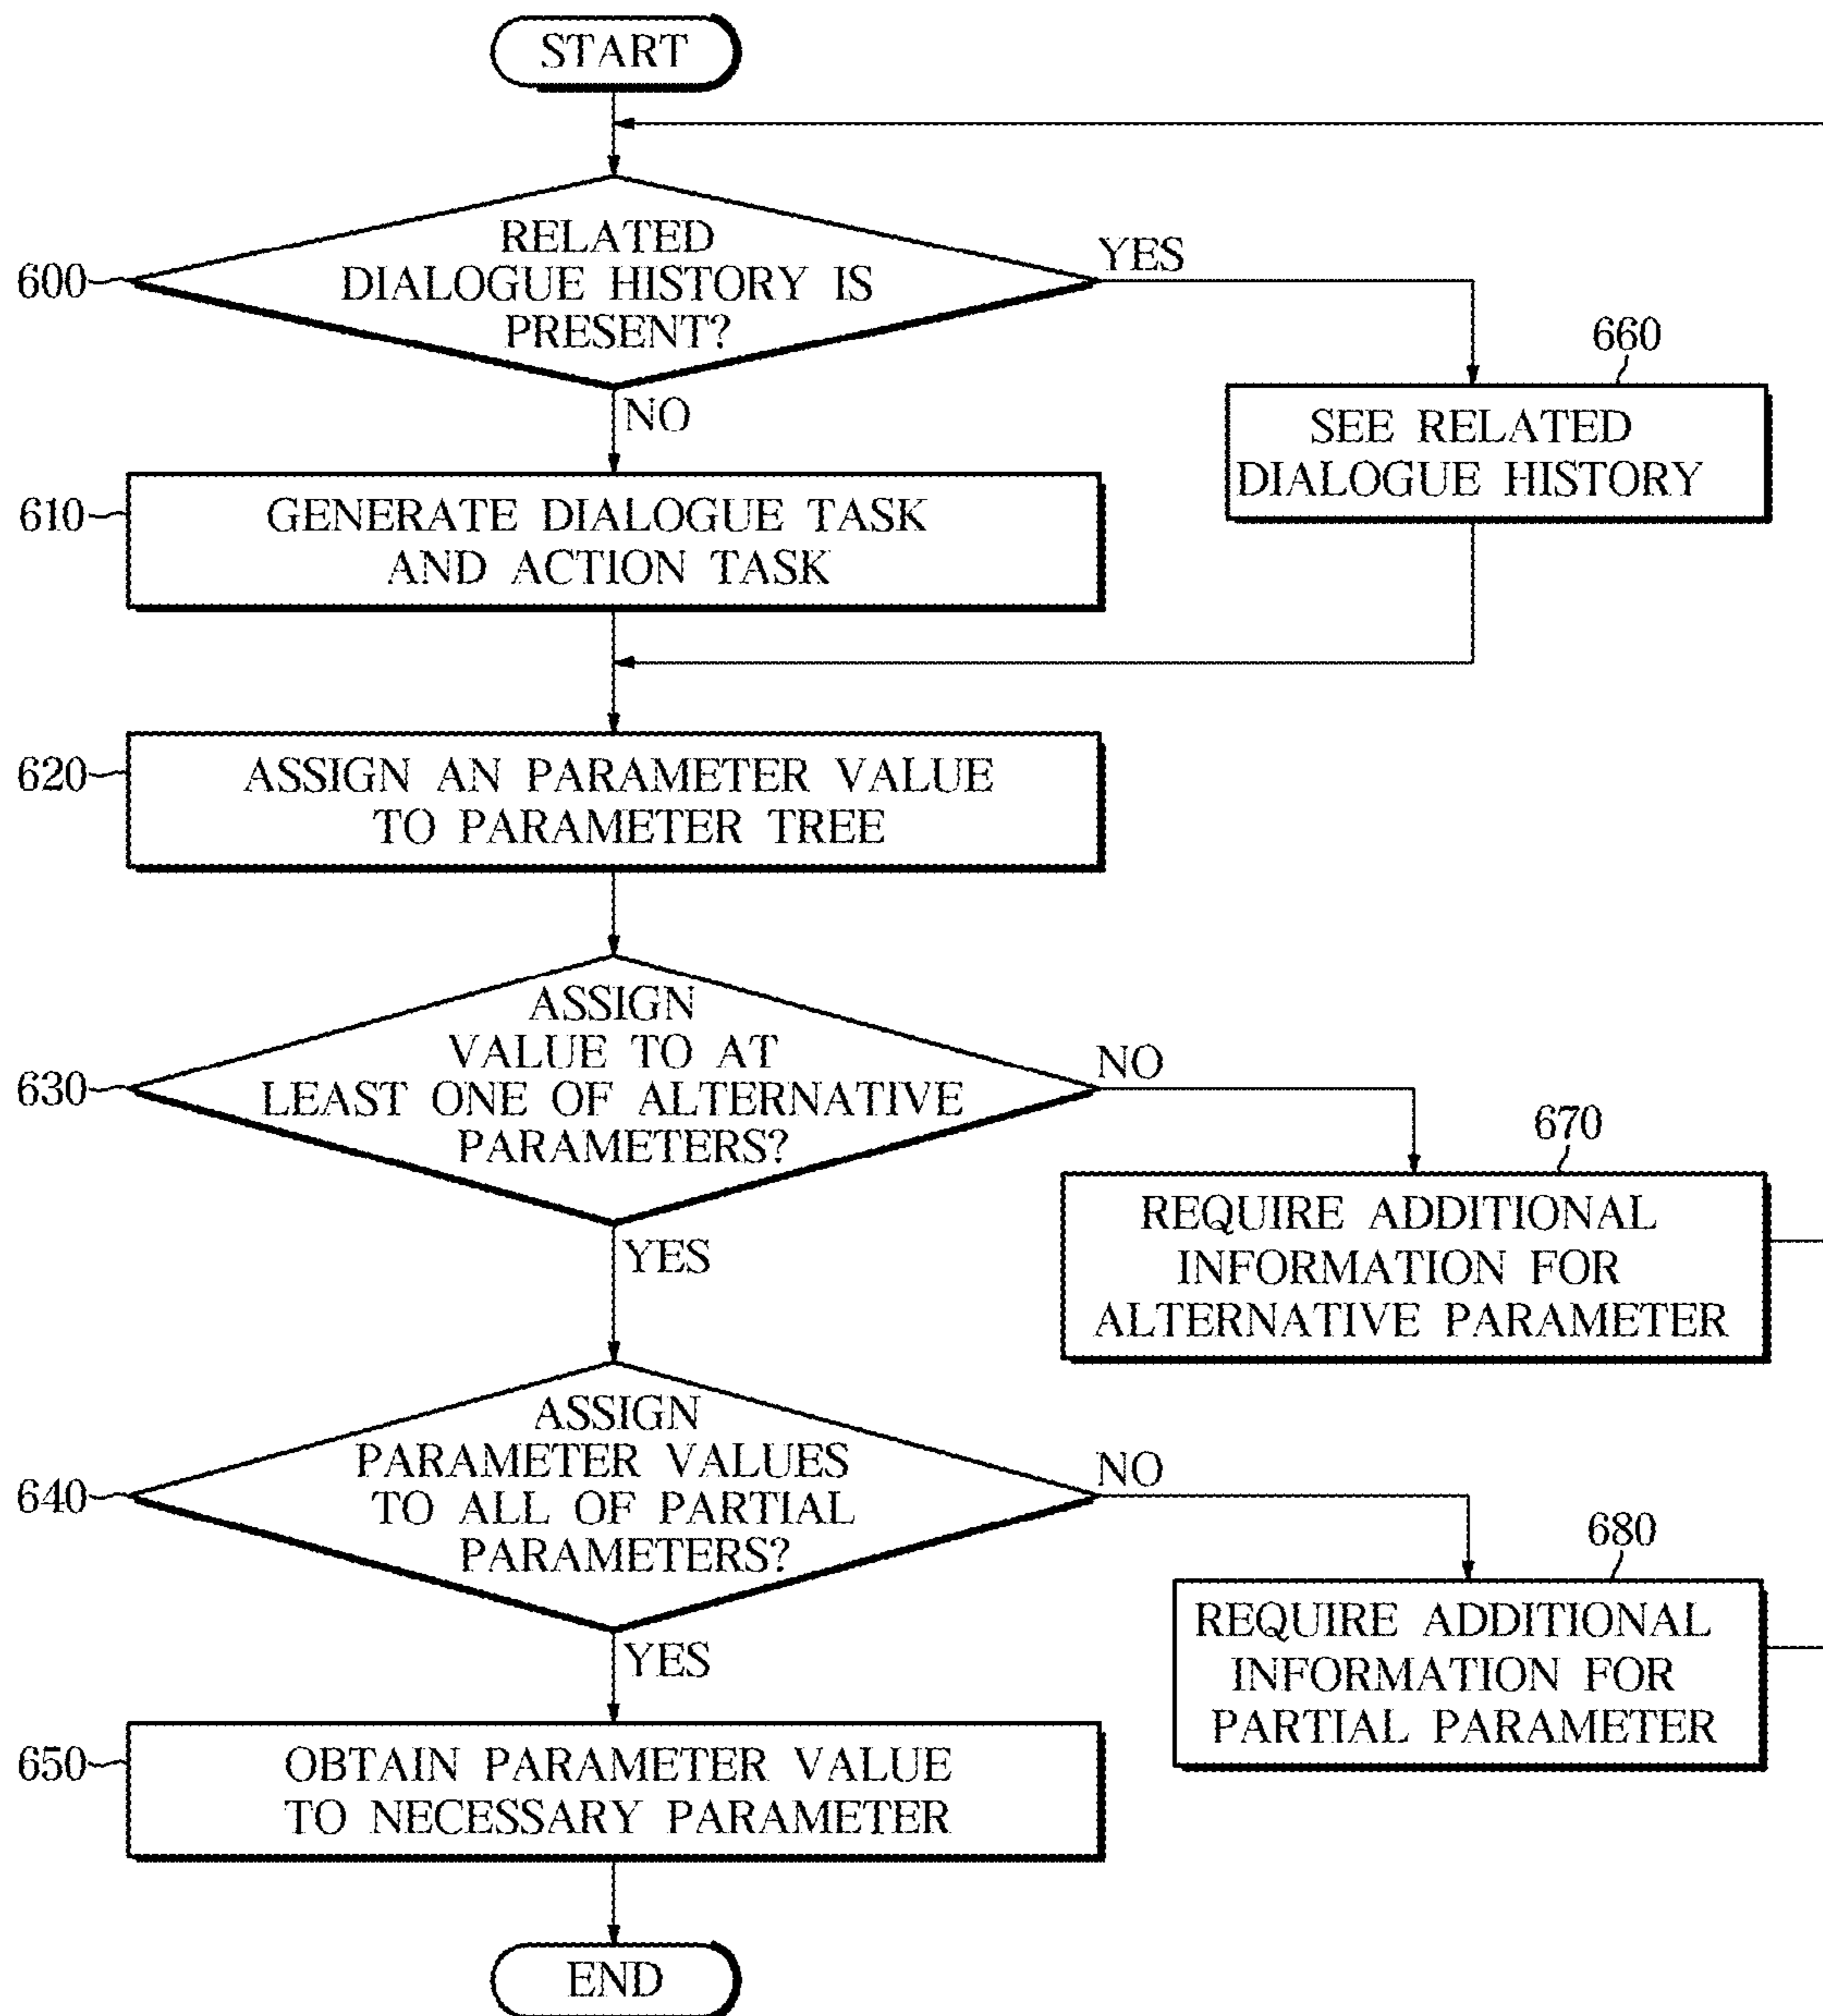 START
600
RELATED
DIALOGUE HISTORY IS
PRESENT?
YES
NO
660
SEE RELATED
DIALOGUE HISTORY
610
GENERATE DIALOGUE TASK
AND ACTION TASK
620
ASSIGN AN PARAMETER VALUE
TO PARAMETER TREE
630
ASSIGN
VALUE TO AT
LEAST ONE OF ALTERNATIVE
PARAMETERS?
NO
YES
670
REQUIRE ADDITIONAL
INFORMATION FOR
ALTERNATIVE PARAMETER
640
ASSIGN
PARAMETER VALUES
TO ALL OF PARTIAL
PARAMETERS?
NO
YES
680
REQUIRE ADDITIONAL
INFORMATION FOR
PARTIAL PARAMETER
650
OBTAIN PARAMETER VALUE
TO NECESSARY PARAMETER
END